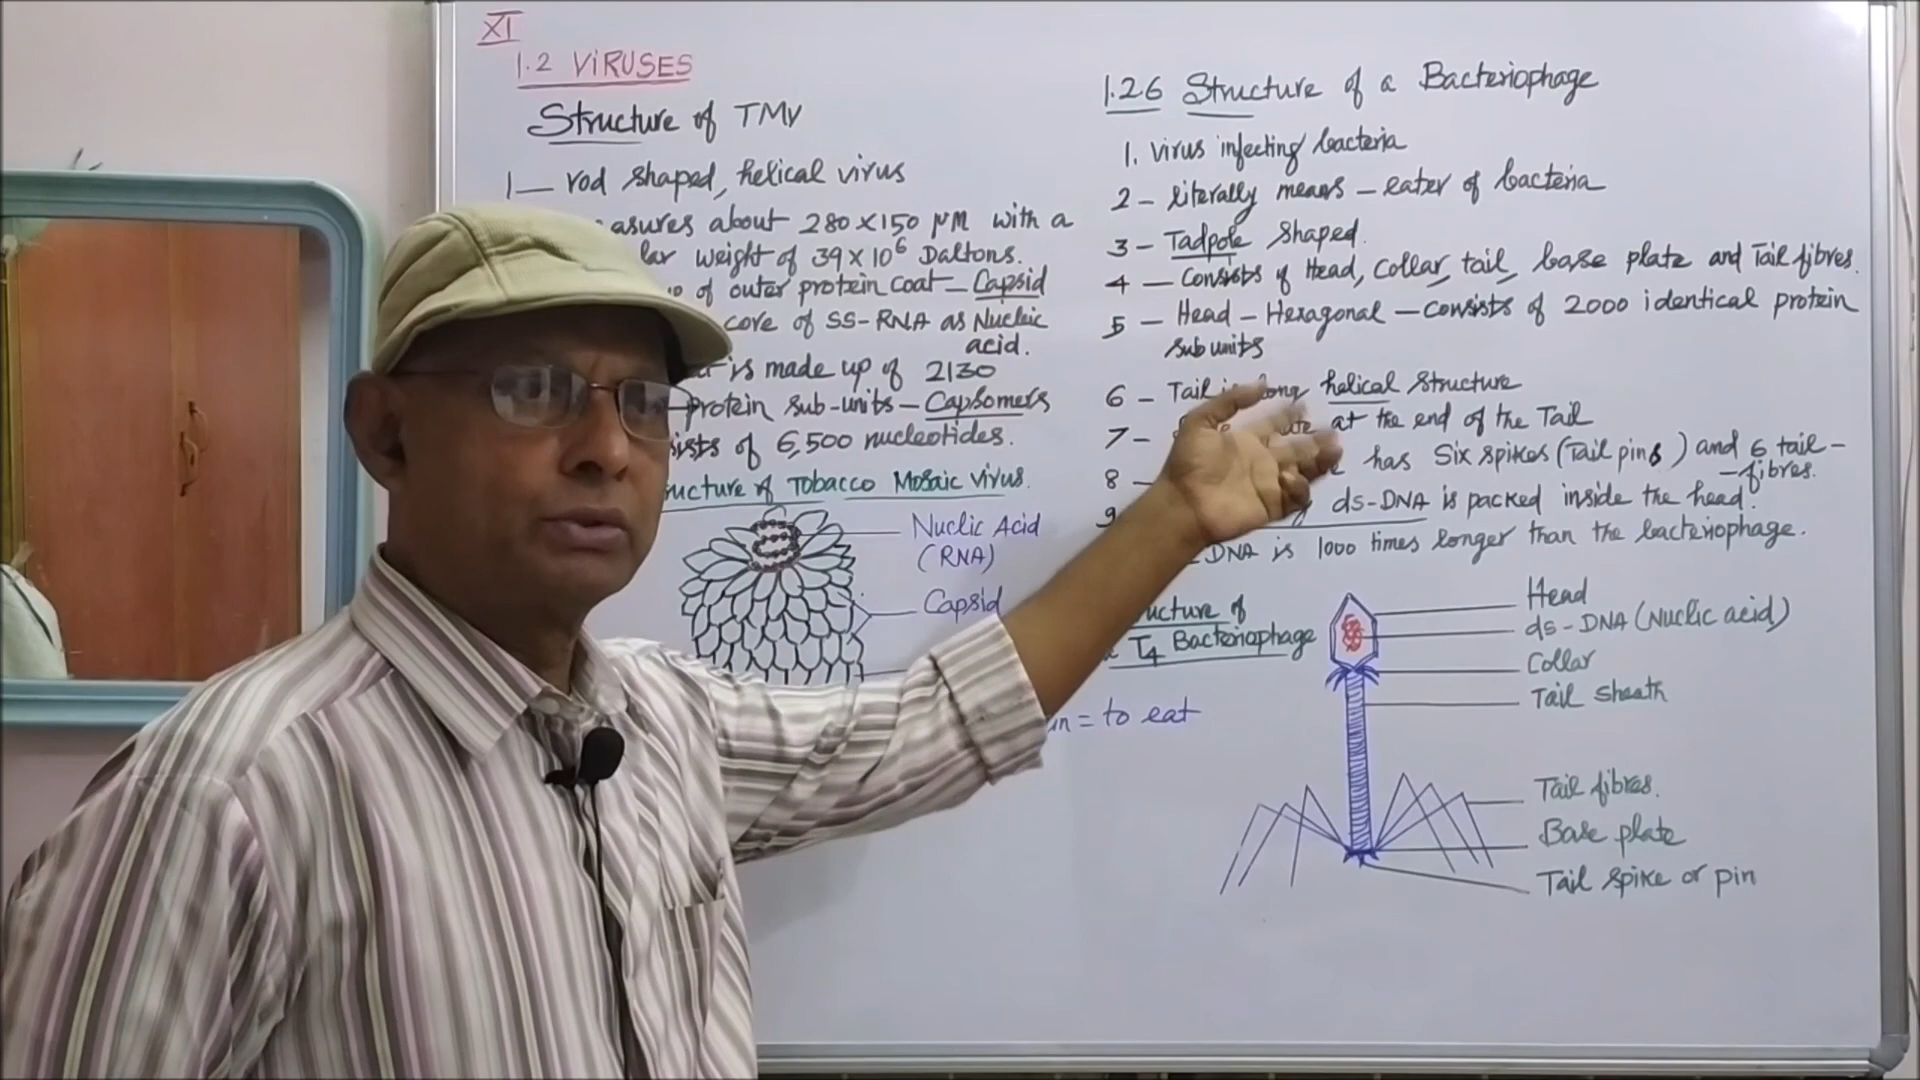 XI
1.2 ViRUSES
Structure of TMV
1— rod shaped, helical virus
asures about 280 x 150 µM with a
lar weight of 39 x 10⁶ Daltons.
of outer protein coat – Capsid
core of SS-RNA as Nucleic
acid.
is made up of 2130
protein sub-units – Capsomers
sists of 6,500 nucleotides.
ucture of Tobacco Mosaic virus.
Nuclic Acid
(RNA)
Capsid
in = to eat
1.2.6 Structure of a Bacteriophage
1. Virus infecting bacteria
2 – literally means – eater of bacteria
3 – Tadpole shaped.
4 — Consists of Head, Collar, tail, base plate and Tail fibres.
5 – Head – Hexagonal – Consists of 2000 identical protein
sub units
6 – Tail is long helical structure
7 – at the end of the Tail
8 – has Six spikes (Tail pins) and 6 tail –
– fibres.
9 ds-DNA is packed inside the head.
DNA is 1000 times longer than the bacteriophage.
ucture of
T₄ Bacteriophage
Head
ds-DNA (Nuclic acid)
Collar
Tail sheath
Tail fibres.
Base plate
Tail spike or pin